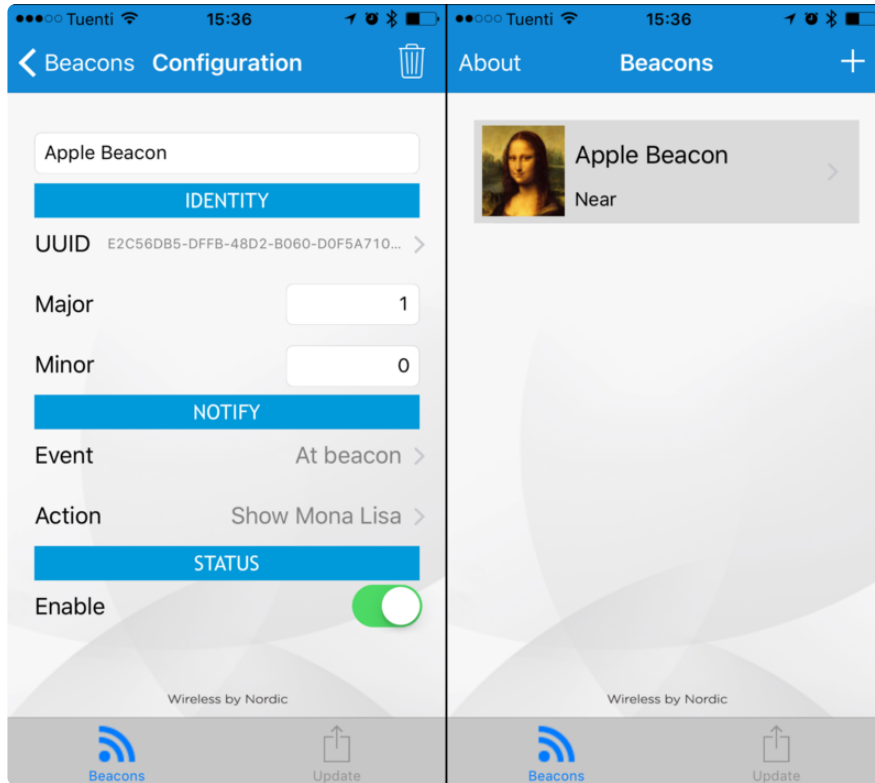 Tuenti 15:36
Beacons Configuration
Apple Beacon
IDENTITY
UUID E2C56DB5-DFFB-48D2-B060-D0F5A710...
Major 1
Minor 0
NOTIFY
Event At beacon
Action Show Mona Lisa
STATUS
Enable
Wireless by Nordic
Beacons Update
Tuenti 15:36
About Beacons
Apple Beacon
Near
Wireless by Nordic
Beacons Update